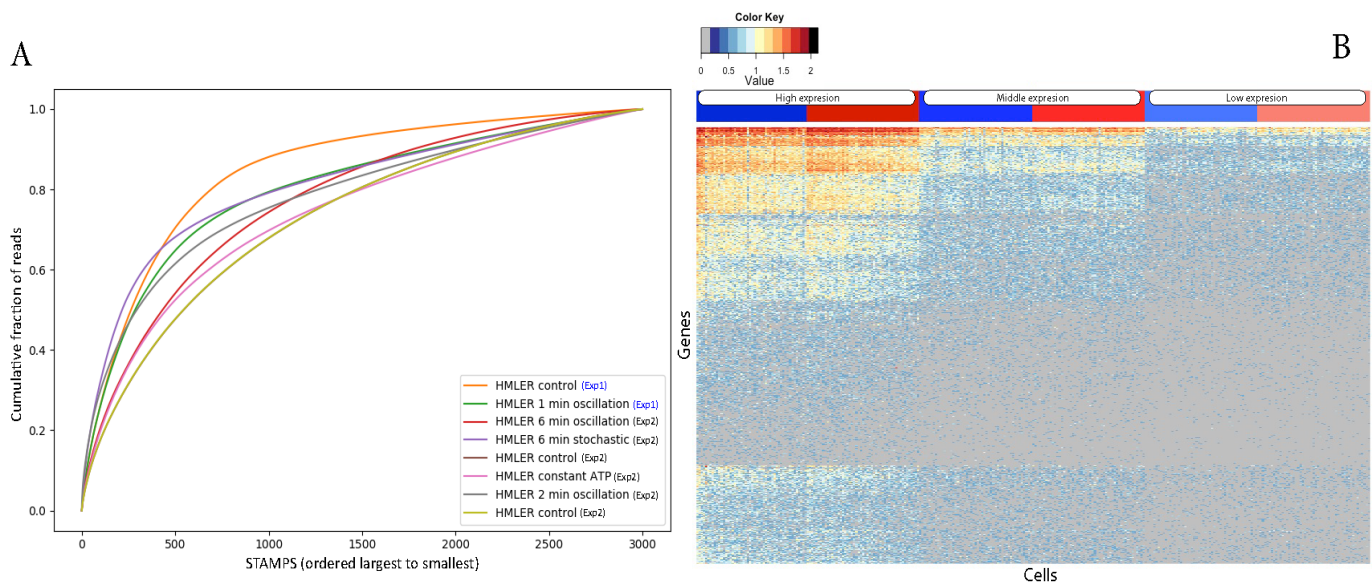 A
1.0
0.8
0.6
0.4
0.2
0.0
Cumulative fraction of reads
0 500 1000 1500 2000 2500 3000
STAMPS (ordered largest to smallest)
HMLER control (Exp1)
HMLER 1 min oscillation (Exp1)
HMLER 6 min oscillation (Exp2)
HMLER 6 min stochastic (Exp2)
HMLER control (Exp2)
HMLER constant ATP (Exp2)
HMLER 2 min oscillation (Exp2)
HMLER control (Exp2)
B
Color Key
0 0.5 1 1.5 2
Value
High expresion Middle expresion Low expresion
Genes
Cells